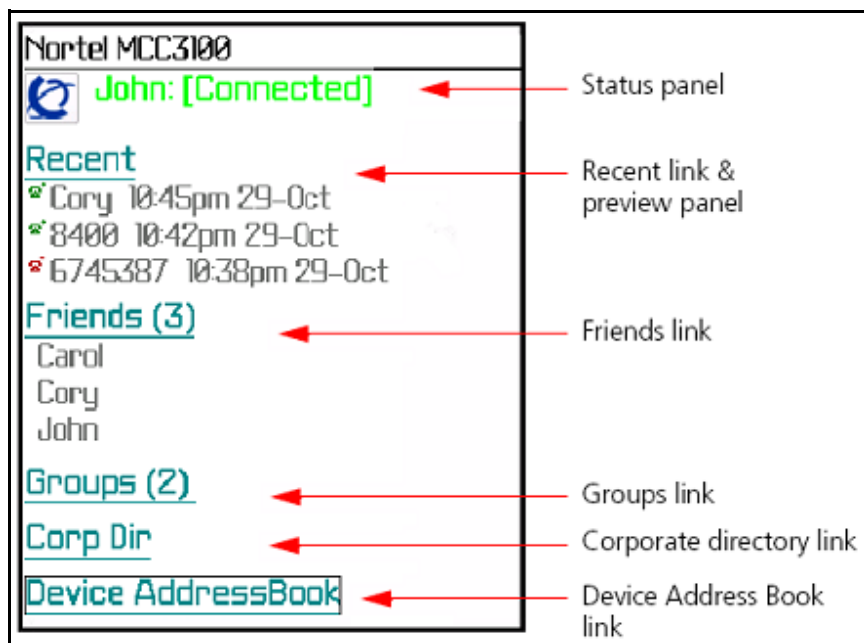 Nortel MCC3100
John: [Connected]
Status panel
Recent
Recent link &
preview panel
Cory 10:45pm 29-Oct
8400 10:42pm 29-Oct
6745387 10:38pm 29-Oct
Friends (3)
Friends link
Carol
Cory
John
Groups (2)
Groups link
Corp Dir
Corporate directory link
Device AddressBook
Device Address Book
link